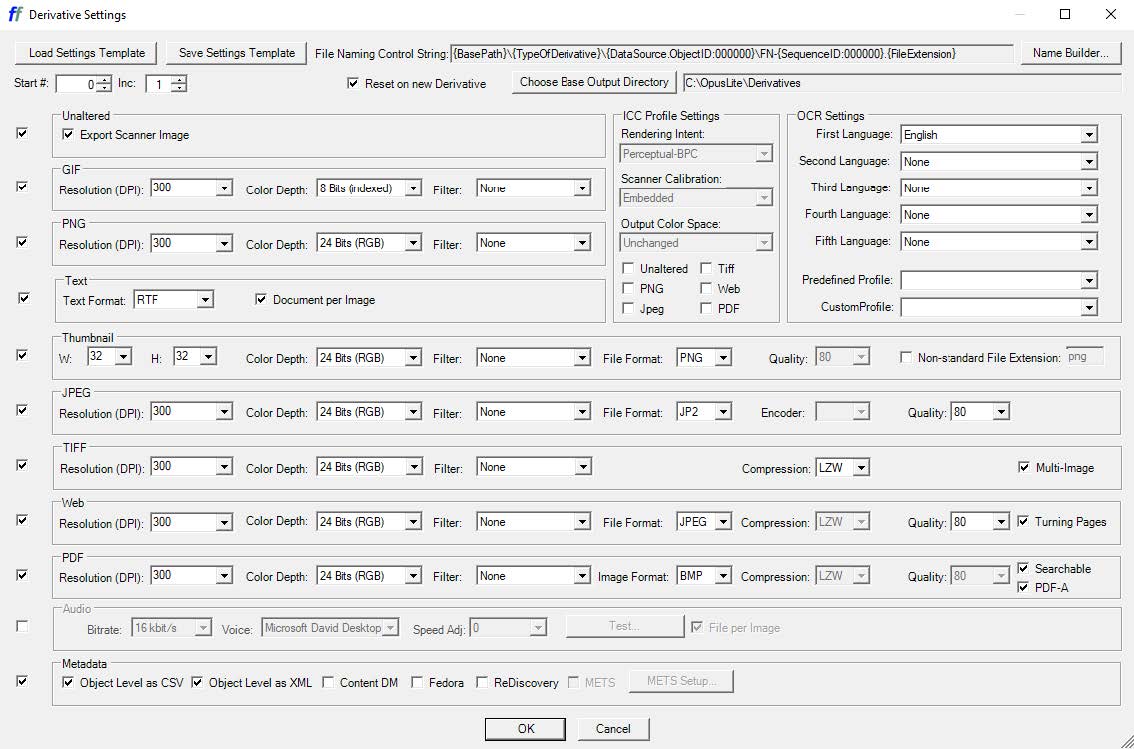 ff Derivative Settings
Load Settings Template Save Settings Template File Naming Control String: {BasePath}\{TypeOfDerivative}\{DataSource.ObjectID:000000}\FN-{SequenceID:000000}.{FileExtension} Name Builder...
Start #: 0 Inc: 1 Reset on new Derivative Choose Base Output Directory C:\OpusLite\Derivatives
Unaltered
Export Scanner Image
GIF
Resolution (DPI): 300 Color Depth: 8 Bits (indexed) Filter: None
PNG
Resolution (DPI): 300 Color Depth: 24 Bits (RGB) Filter: None
Text
Text Format: RTF Document per Image
ICC Profile Settings
Rendering Intent:
Perceptual-BPC
Scanner Calibration:
Embedded
Output Color Space:
Unchanged
Unaltered Tiff
PNG Web
Jpeg PDF
OCR Settings
First Language: English
Second Language: None
Third Language: None
Fourth Language: None
Fifth Language: None
Predefined Profile:
CustomProfile:
Thumbnail
W: 32 H: 32 Color Depth: 24 Bits (RGB) Filter: None File Format: PNG Quality: 80 Non-standard File Extension: png
JPEG
Resolution (DPI): 300 Color Depth: 24 Bits (RGB) Filter: None File Format: JP2 Encoder: Quality: 80
TIFF
Resolution (DPI): 300 Color Depth: 24 Bits (RGB) Filter: None Compression: LZW Multi-Image
Web
Resolution (DPI): 300 Color Depth: 24 Bits (RGB) Filter: None File Format: JPEG Compression: LZW Quality: 80 Turning Pages
PDF
Resolution (DPI): 300 Color Depth: 24 Bits (RGB) Filter: None Image Format: BMP Compression: LZW Quality: 80 Searchable
PDF-A
Audio
Bitrate: 16 kbit/s Voice: Microsoft David Desktop Speed Adj: 0 Test... File per Image
Metadata
Object Level as CSV Object Level as XML Content DM Fedora ReDiscovery METS METS Setup...
OK Cancel